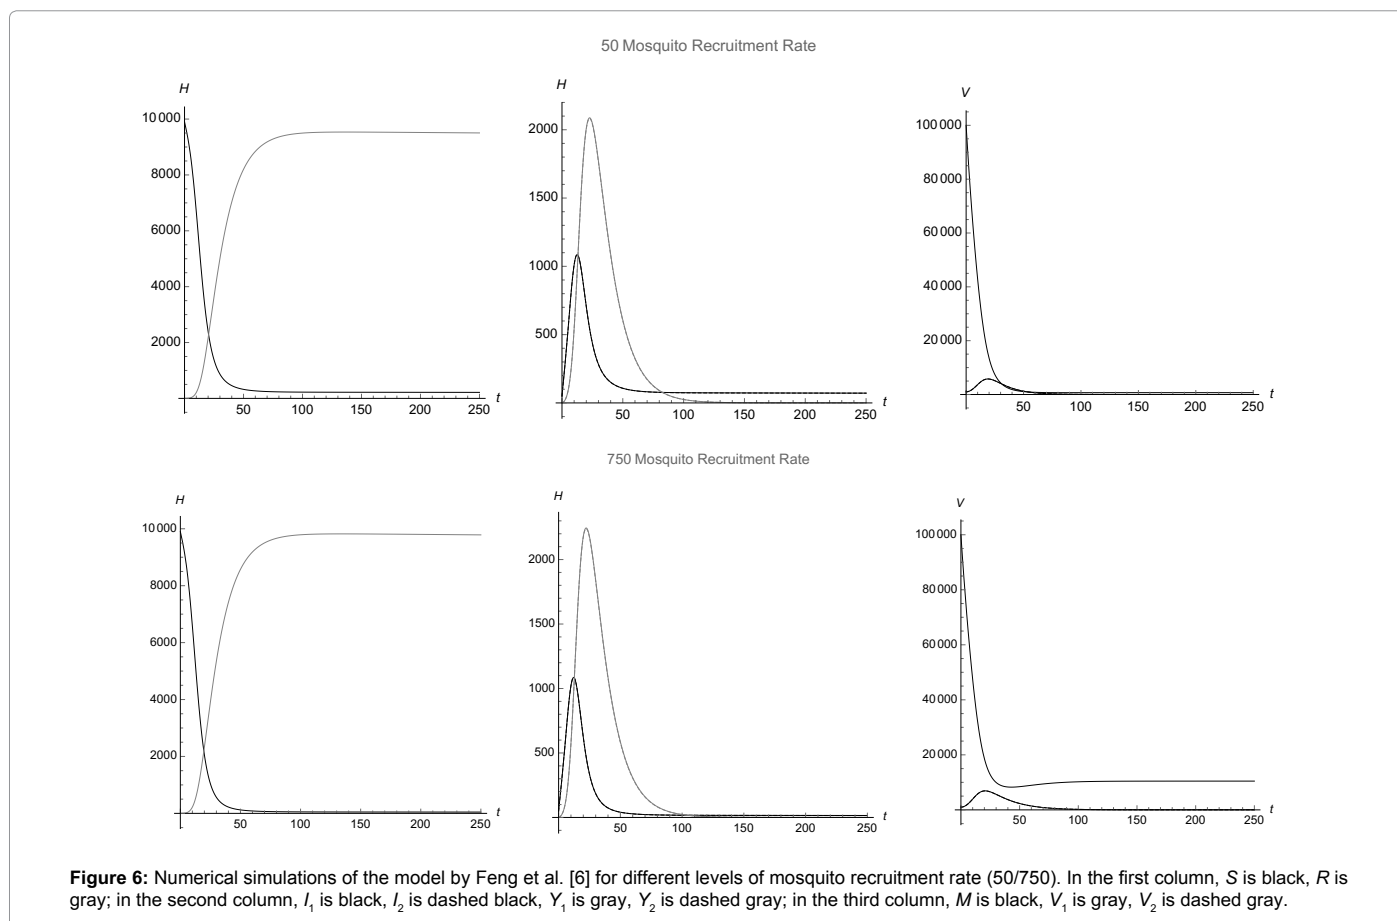 50 Mosquito Recruitment Rate
H
10 000
8000
6000
4000
2000
50 100 150 200 250 t
H
2000
1500
1000
500
50 100 150 200 250 t
V
100 000
80 000
60 000
40 000
20 000
50 100 150 200 250 t
750 Mosquito Recruitment Rate
H
10 000
8000
6000
4000
2000
50 100 150 200 250 t
H
2000
1500
1000
500
50 100 150 200 250 t
V
100 000
80 000
60 000
40 000
20 000
50 100 150 200 250 t
Figure 6: Numerical simulations of the model by Feng et al. [6] for different levels of mosquito recruitment rate (50/750). In the first column, S is black, R is
gray; in the second column, I1 is black, I2 is dashed black, Y1 is gray, Y2 is dashed gray; in the third column, M is black, V1 is gray, V2 is dashed gray.